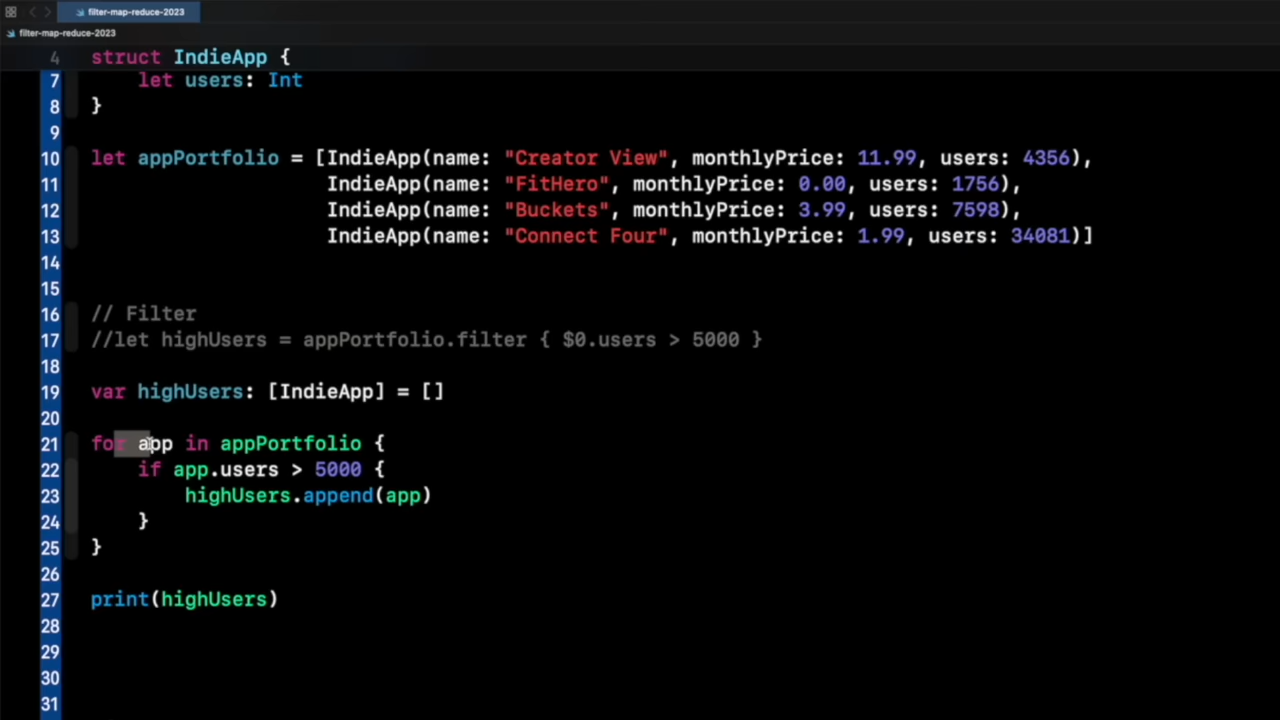 filter-map-reduce-2023
filter-map-reduce-2023
4 struct IndieApp {
7     let users: Int
8 }
9
10 let appPortfolio = [IndieApp(name: "Creator View", monthlyPrice: 11.99, users: 4356),
11                     IndieApp(name: "FitHero", monthlyPrice: 0.00, users: 1756),
12                     IndieApp(name: "Buckets", monthlyPrice: 3.99, users: 7598),
13                     IndieApp(name: "Connect Four", monthlyPrice: 1.99, users: 34081)]
14
15
16 // Filter
17 //let highUsers = appPortfolio.filter { $0.users > 5000 }
18
19 var highUsers: [IndieApp] = []
20
21 for app in appPortfolio {
22     if app.users > 5000 {
23         highUsers.append(app)
24     }
25 }
26
27 print(highUsers)
28
29
30
31